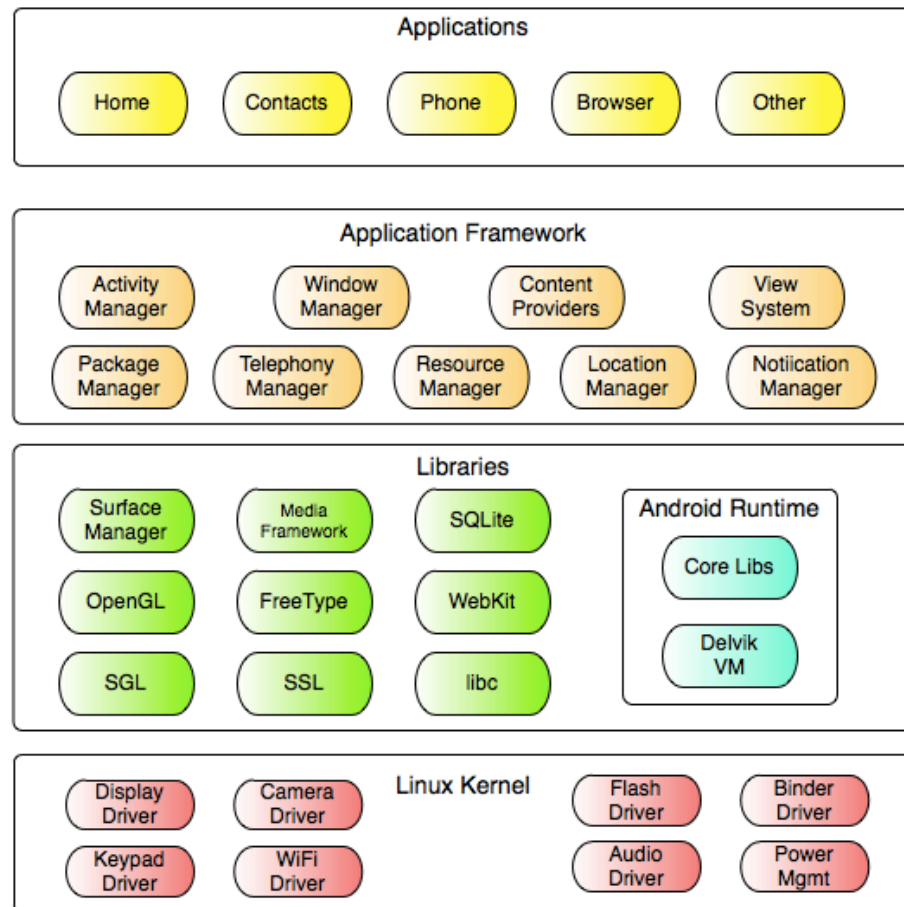 Applications
Home
Contacts
Phone
Browser
Other
Application Framework
Activity
Manager
Window
Manager
Content
Providers
View
System
Package
Manager
Telephony
Manager
Resource
Manager
Location
Manager
Notiication
Manager
Libraries
Surface
Manager
Media
Framework
SQLite
OpenGL
FreeType
WebKit
SGL
SSL
libc
Android Runtime
Core Libs
Delvik
VM
Linux Kernel
Display
Driver
Camera
Driver
Flash
Driver
Binder
Driver
Keypad
Driver
WiFi
Driver
Audio
Driver
Power
Mgmt